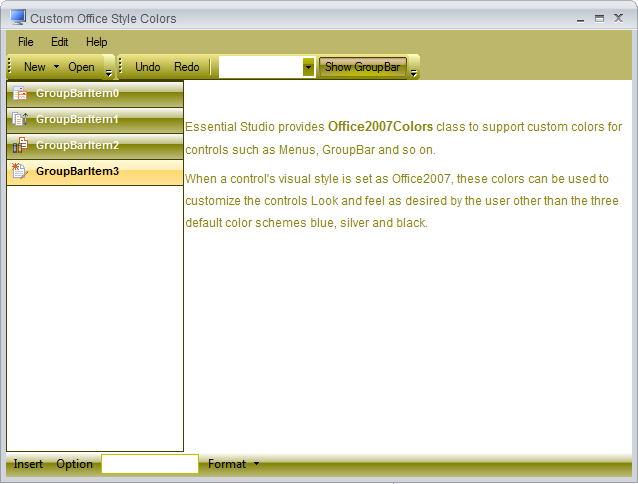 Custom Office Style Colors
File Edit Help
New Open Undo Redo Show GroupBar
GroupBarItem0
GroupBarItem1
GroupBarItem2
GroupBarItem3
Essential Studio provides Office2007Colors class to support custom colors for
controls such as Menus, GroupBar and so on.
When a control's visual style is set as Office2007, these colors can be used to
customize the controls Look and feel as desired by the user other than the three
default color schemes blue, silver and black.
Insert Option Format